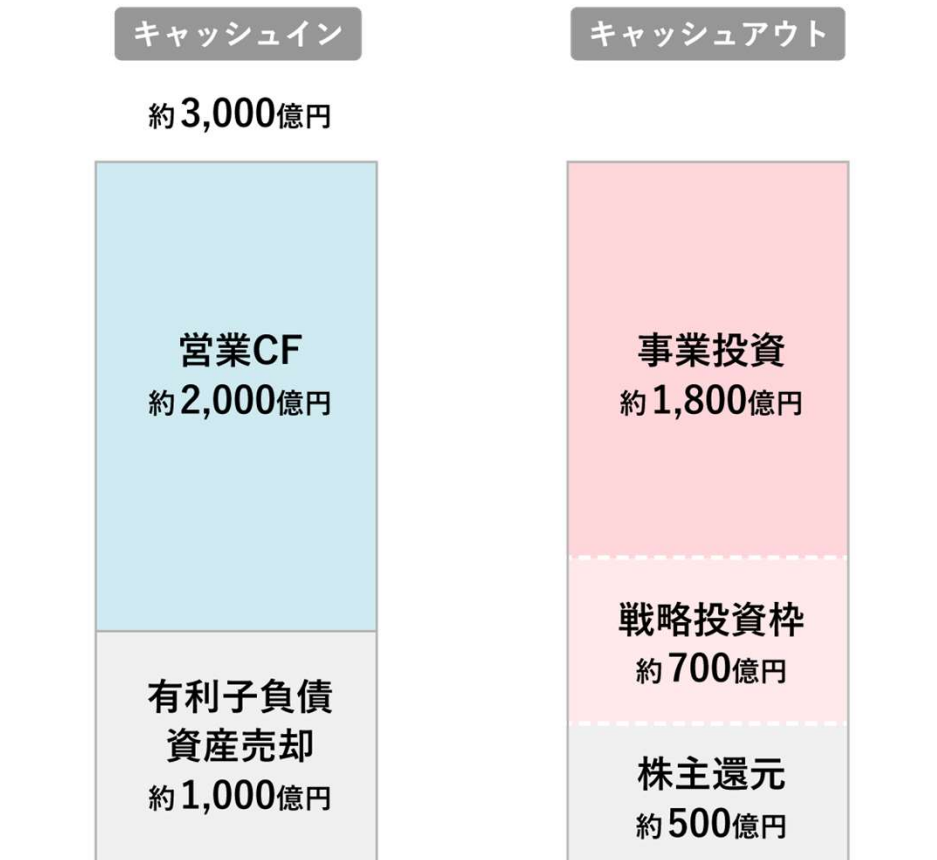 キャッシュイン
約3,000億円
営業CF
約2,000億円
有利子負債
資産売却
約1,000億円
キャッシュアウト
事業投資
約1,800億円
戦略投資枠
約700億円
株主還元
約500億円